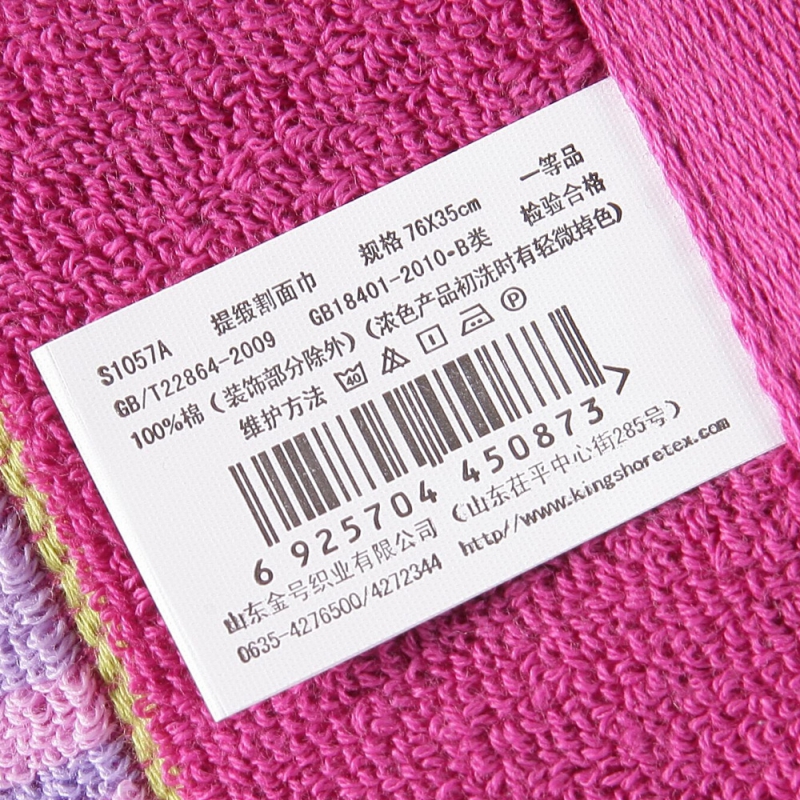 S1057A 提缎割面巾 规格 76X35cm 一等品
GB/T22864-2009 GB18401-2010•B类 检验合格
100%棉（装饰部分除外）（浓色产品初洗时有轻微掉色）
维护方法 40 P
6 925704 450873 >
山东金号织业有限公司（山东茌平中心街285号）
0635-4276500/4272344 http//www.kingshoretex.com